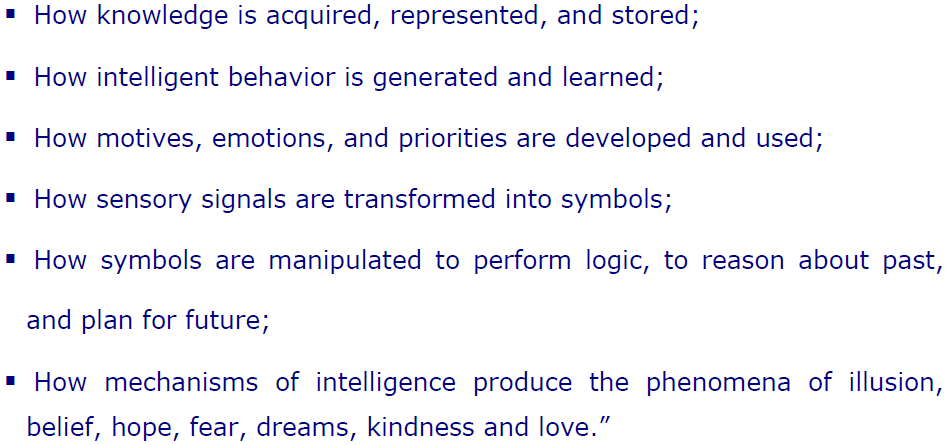 ▪ How knowledge is acquired, represented, and stored;
▪ How intelligent behavior is generated and learned;
▪ How motives, emotions, and priorities are developed and used;
▪ How sensory signals are transformed into symbols;
▪ How symbols are manipulated to perform logic, to reason about past,
and plan for future;
▪ How mechanisms of intelligence produce the phenomena of illusion,
belief, hope, fear, dreams, kindness and love.”